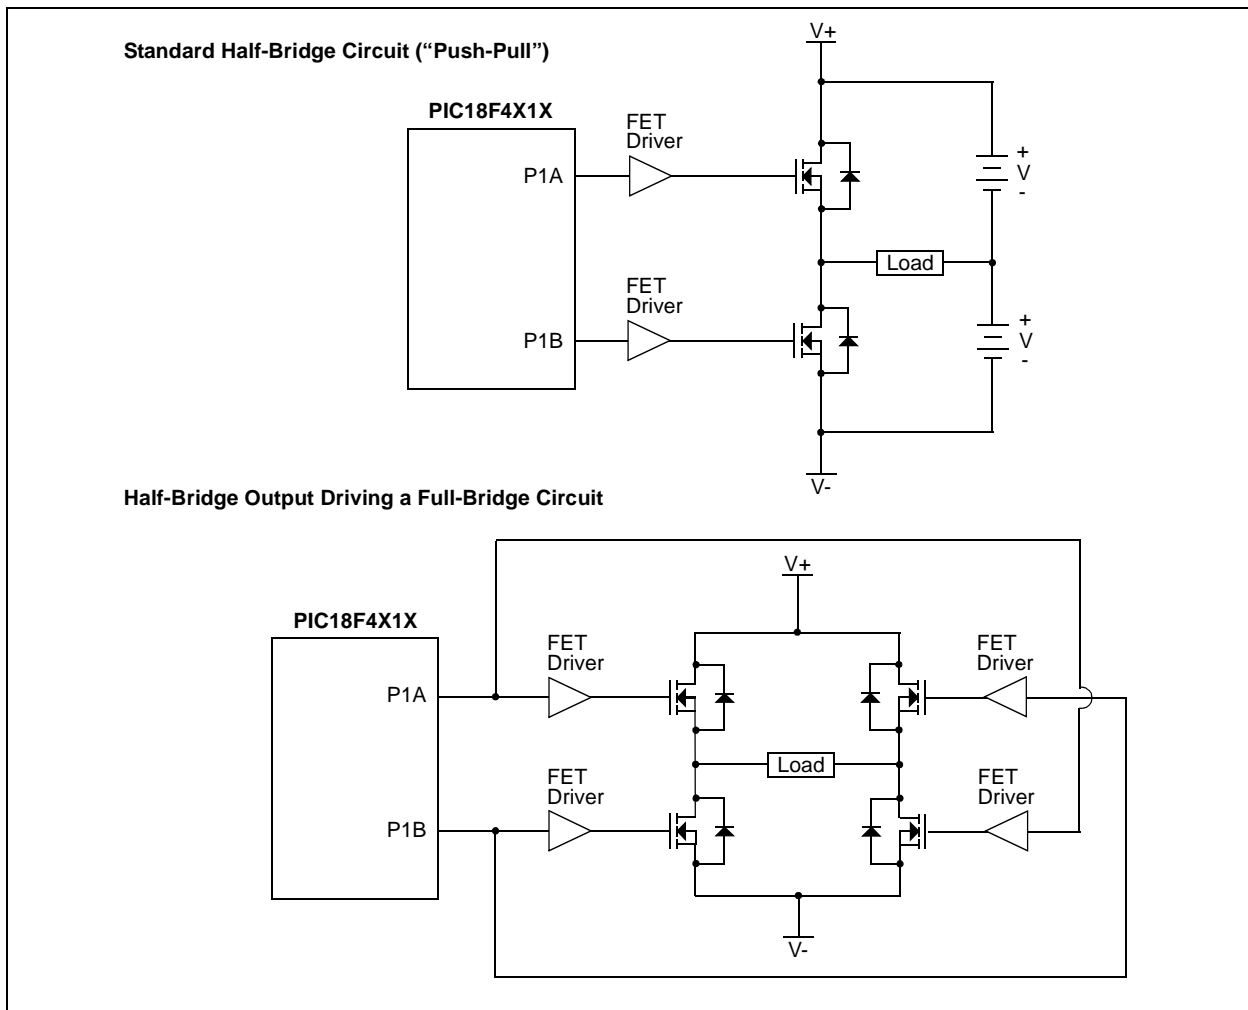 Standard Half-Bridge Circuit (“Push-Pull”)
V+
PIC18F4X1X
FET
Driver
P1A
+
V
-
Load
FET
Driver
P1B
+
V
-
V-
Half-Bridge Output Driving a Full-Bridge Circuit
V+
PIC18F4X1X
FET
Driver
FET
Driver
P1A
Load
FET
Driver
FET
Driver
P1B
V-